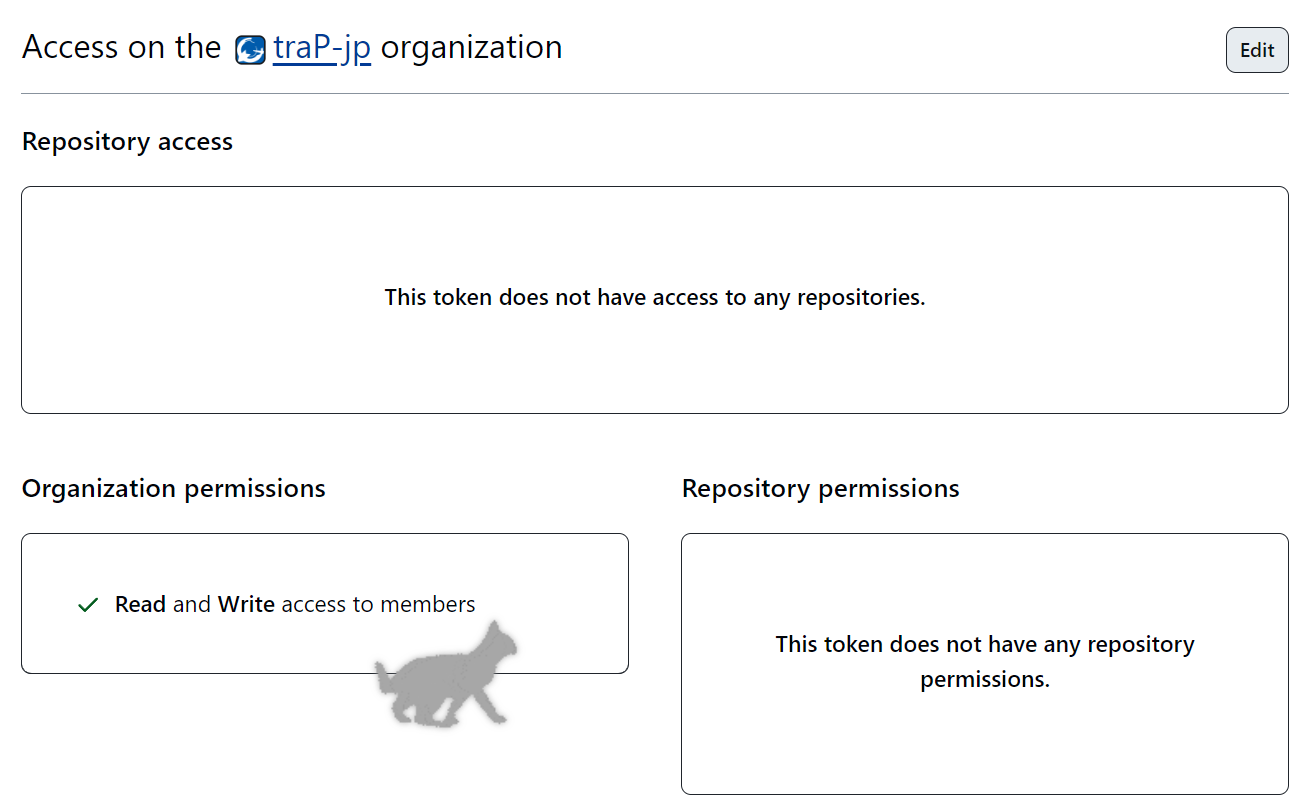 Access on the traP-jp organization
Edit
Repository access
This token does not have access to any repositories.
Organization permissions
Read and Write access to members
Repository permissions
This token does not have any repository
permissions.